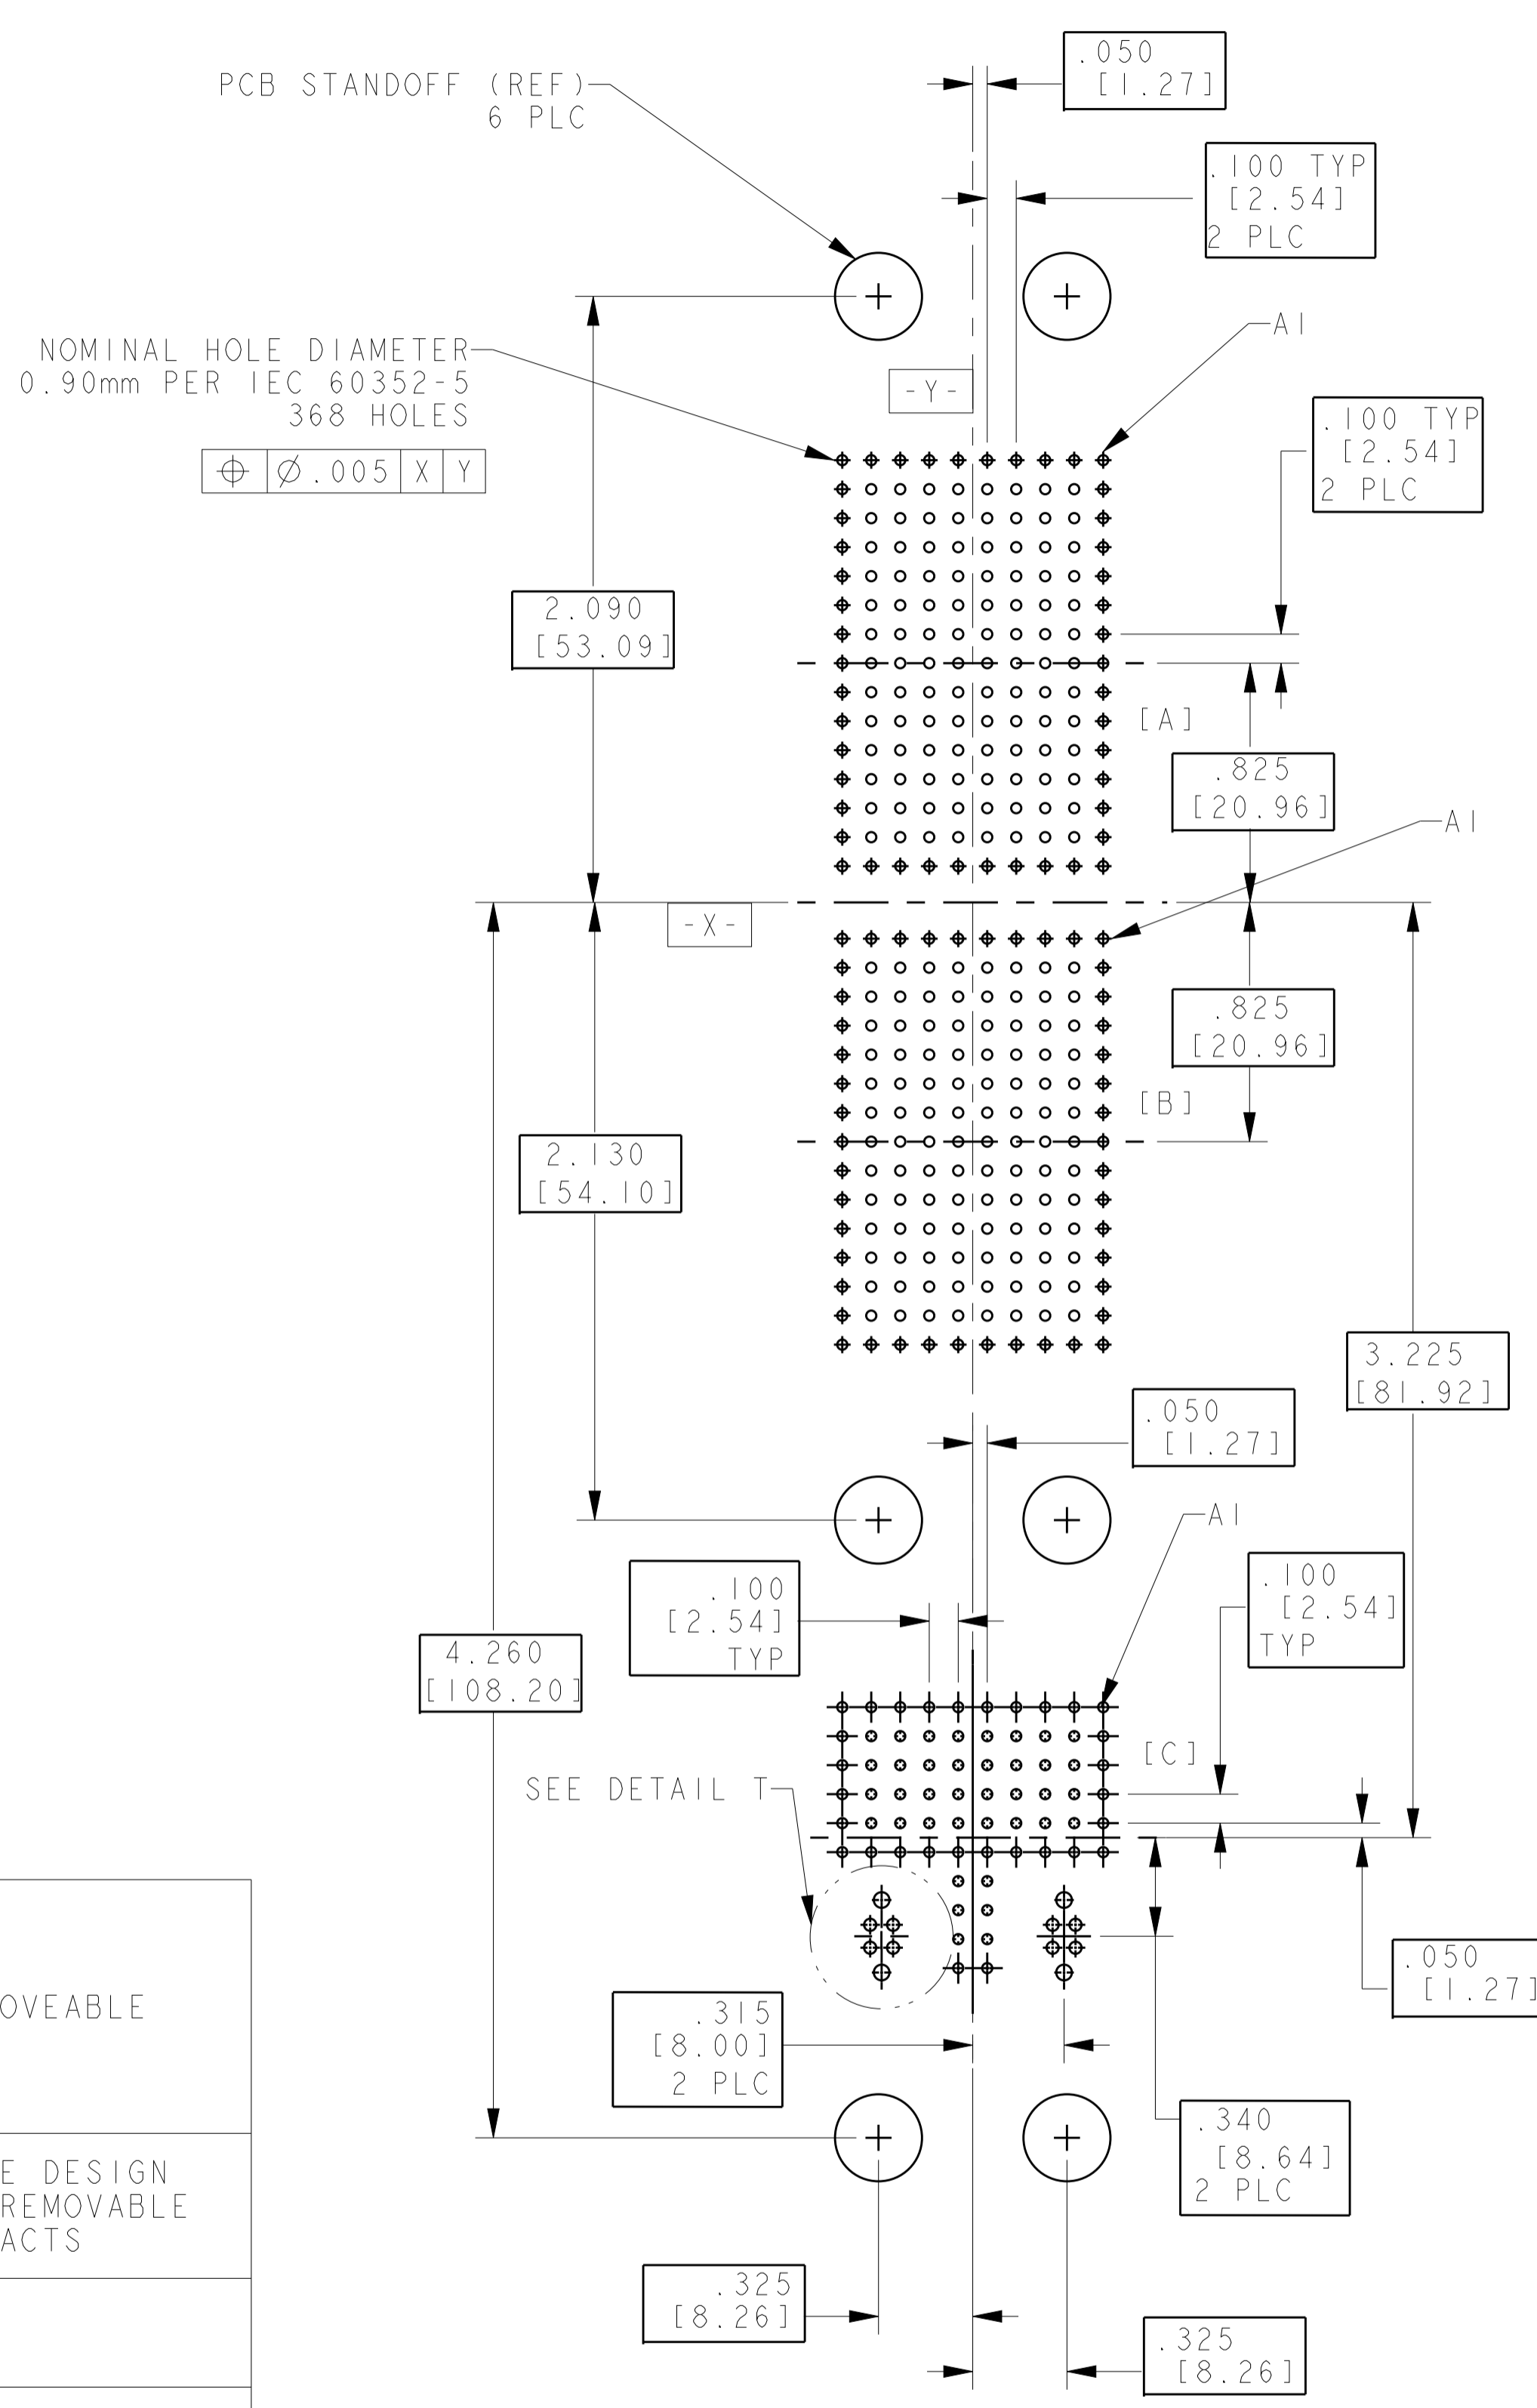 .050
[1.27]
PCB STANDOFF (REF)
6 PLC
.100 TYP
[2.54]
2 PLC
A1
NOMINAL HOLE DIAMETER
0.90mm PER IEC 60352-5
368 HOLES
-Y-
.100 TYP
[2.54]
2 PLC
⌖ ⌀.005 X Y
2.090
[53.09]
[A]
.825
[20.96]
A1
-X-
.825
[20.96]
[B]
2.130
[54.10]
3.225
[81.92]
.050
[1.27]
A1
.100
[2.54]
TYP
.100
[2.54]
TYP
4.260
[108.20]
[C]
SEE DETAIL T
.050
[1.27]
OVEABLE
.315
[8.00]
2 PLC
.340
[8.64]
2 PLC
E DESIGN
REMOVABLE
ACTS
.325
[8.26]
.325
[8.26]